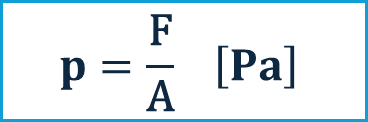 p = F/A [Pa]